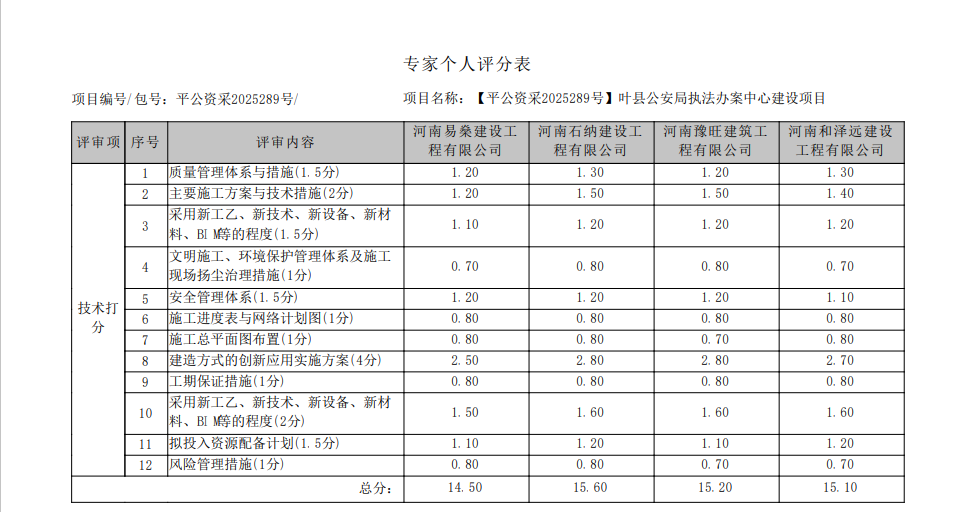 专家个人评分表
项目编号/包号：平公资采2025289号/ 项目名称：【平公资采2025289号】叶县公安局执法办案中心建设项目
评审项 序号 评审内容 河南易燊建设工程有限公司 河南石纳建设工程有限公司 河南豫旺建筑工程有限公司 河南和泽远建设工程有限公司
技术打分
1 质量管理体系与措施(1.5分) 1.20 1.30 1.20 1.30
2 主要施工方案与技术措施(2分) 1.20 1.50 1.50 1.40
3 采用新工乙、新技术、新设备、新材料、BIM等的程度(1.5分) 1.10 1.20 1.20 1.20
4 文明施工、环境保护管理体系及施工现场扬尘治理措施(1分) 0.70 0.80 0.80 0.70
5 安全管理体系(1.5分) 1.20 1.20 1.20 1.10
6 施工进度表与网络计划图(1分) 0.80 0.80 0.80 0.80
7 施工总平面图布置(1分) 0.80 0.80 0.70 0.80
8 建造方式的创新应用实施方案(4分) 2.50 2.80 2.80 2.70
9 工期保证措施(1分) 0.80 0.80 0.80 0.80
10 采用新工乙、新技术、新设备、新材料、BIM等的程度(2分) 1.50 1.60 1.60 1.60
11 拟投入资源配备计划(1.5分) 1.10 1.20 1.10 1.20
12 风险管理措施(1分) 0.80 0.80 0.70 0.70
总分： 14.50 15.60 15.20 15.10